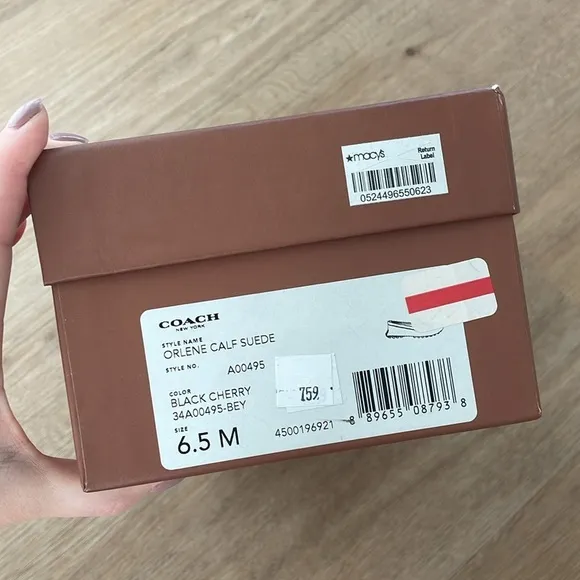 ★macy's
Return
Label
0524496550623
COACH
NEW YORK
STYLE NAME
ORLENE CALF SUEDE
STYLE NO.
A00495
COLOR
BLACK CHERRY
34A00495-BEY
759
SIZE
6.5 M
4500196921
8 89655 08793 8